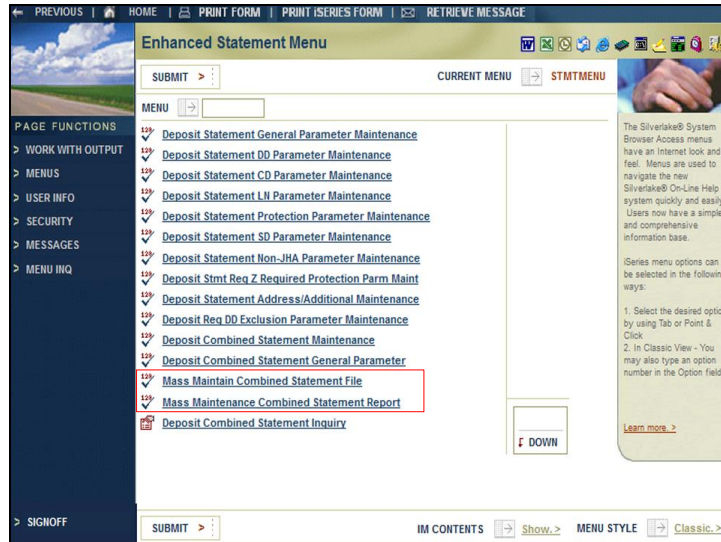 PREVIOUS | HOME | PRINT FORM | PRINT iSERIES FORM | RETRIEVE MESSAGE
Enhanced Statement Menu
SUBMIT >
CURRENT MENU STMTMENU
MENU
PAGE FUNCTIONS
> WORK WITH OUTPUT
> MENUS
> USER INFO
> SECURITY
> MESSAGES
> MENU INQ
> SIGNOFF
Deposit Statement General Parameter Maintenance
Deposit Statement DD Parameter Maintenance
Deposit Statement CD Parameter Maintenance
Deposit Statement LN Parameter Maintenance
Deposit Statement Protection Parameter Maintenance
Deposit Statement SD Parameter Maintenance
Deposit Statement Non-JHA Parameter Maintenance
Deposit Stmt Reg Z Required Protection Parm Maint
Deposit Statement Address/Additional Maintenance
Deposit Reg DD Exclusion Parameter Maintenance
Deposit Combined Statement Maintenance
Deposit Combined Statement General Parameter
Mass Maintain Combined Statement File
Mass Maintenance Combined Statement Report
Deposit Combined Statement Inquiry
DOWN
The Silverlake® System
Browser Access menus
have an Internet look and
feel. Menus are used to
navigate the new
Silverlake® On-Line Help
system quickly and easily
Users now have a simple
and comprehensive
information base.
iSeries menu options can
be selected in the followin
ways:
1. Select the desired optio
by using Tab or Point &
Click
2. In Classic View - You
may also type an option
number in the Option field
Learn more. >
SUBMIT >
IM CONTENTS Show. > MENU STYLE Classic. >